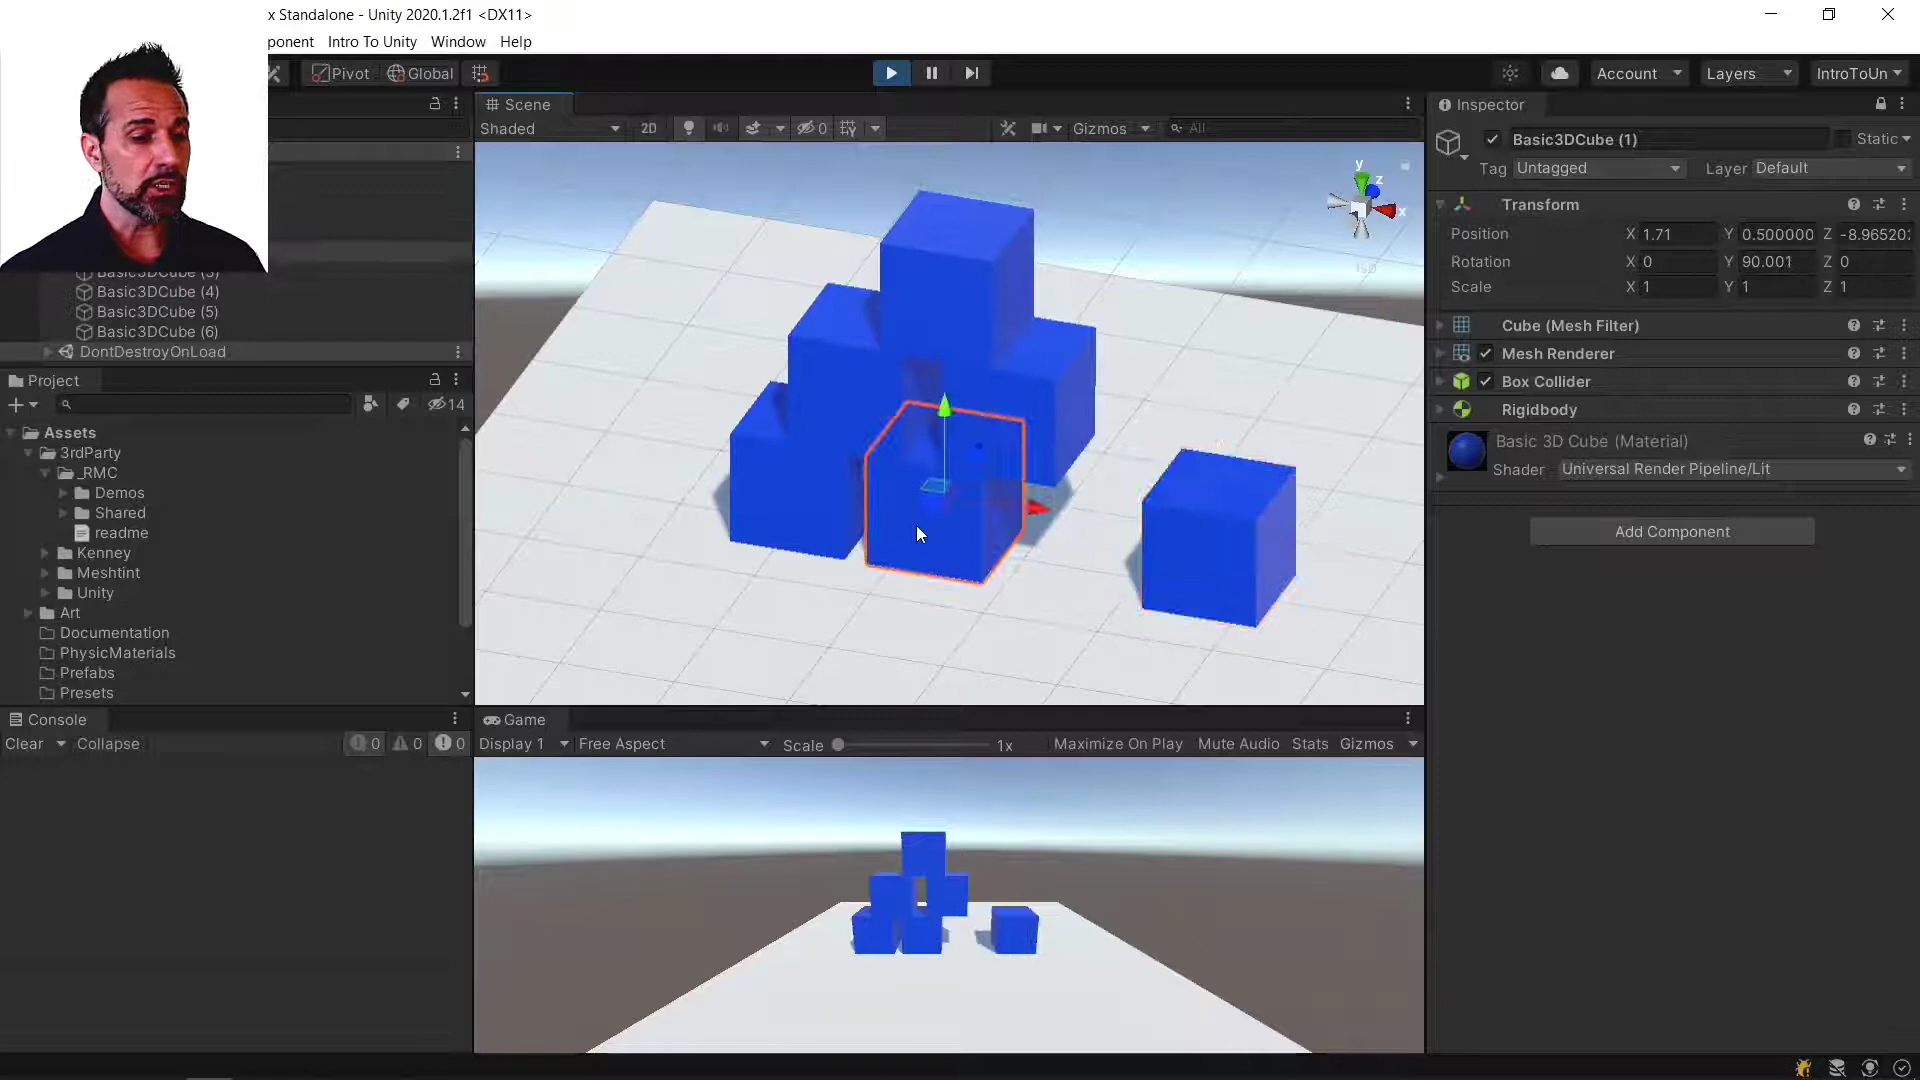 x Standalone - Unity 2020.1.2f1 <DX11>
ponent Intro To Unity Window Help
Pivot Global Account Layers IntroToUn
Scene
Shaded 2D 0 Gizmos All
Inspector
Basic3DCube (1) Static
Tag Untagged Layer Default
Transform
Position X 1.71 Y 0.500000 Z -8.96520
Rotation X 0 Y 90.001 Z 0
Scale X 1 Y 1 Z 1
Cube (Mesh Filter)
Mesh Renderer
Box Collider
Rigidbody
Basic 3D Cube (Material)
Shader Universal Render Pipeline/Lit
Add Component
y
z
x
Iso
Basic3DCube (3)
Basic3DCube (4)
Basic3DCube (5)
Basic3DCube (6)
DontDestroyOnLoad
Project
14
Assets
3rdParty
_RMC
Demos
Shared
readme
Kenney
Meshtint
Unity
Art
Documentation
PhysicMaterials
Prefabs
Presets
Console
Clear Collapse 0 0 0
Game
Display 1 Free Aspect Scale 1x Maximize On Play Mute Audio Stats Gizmos